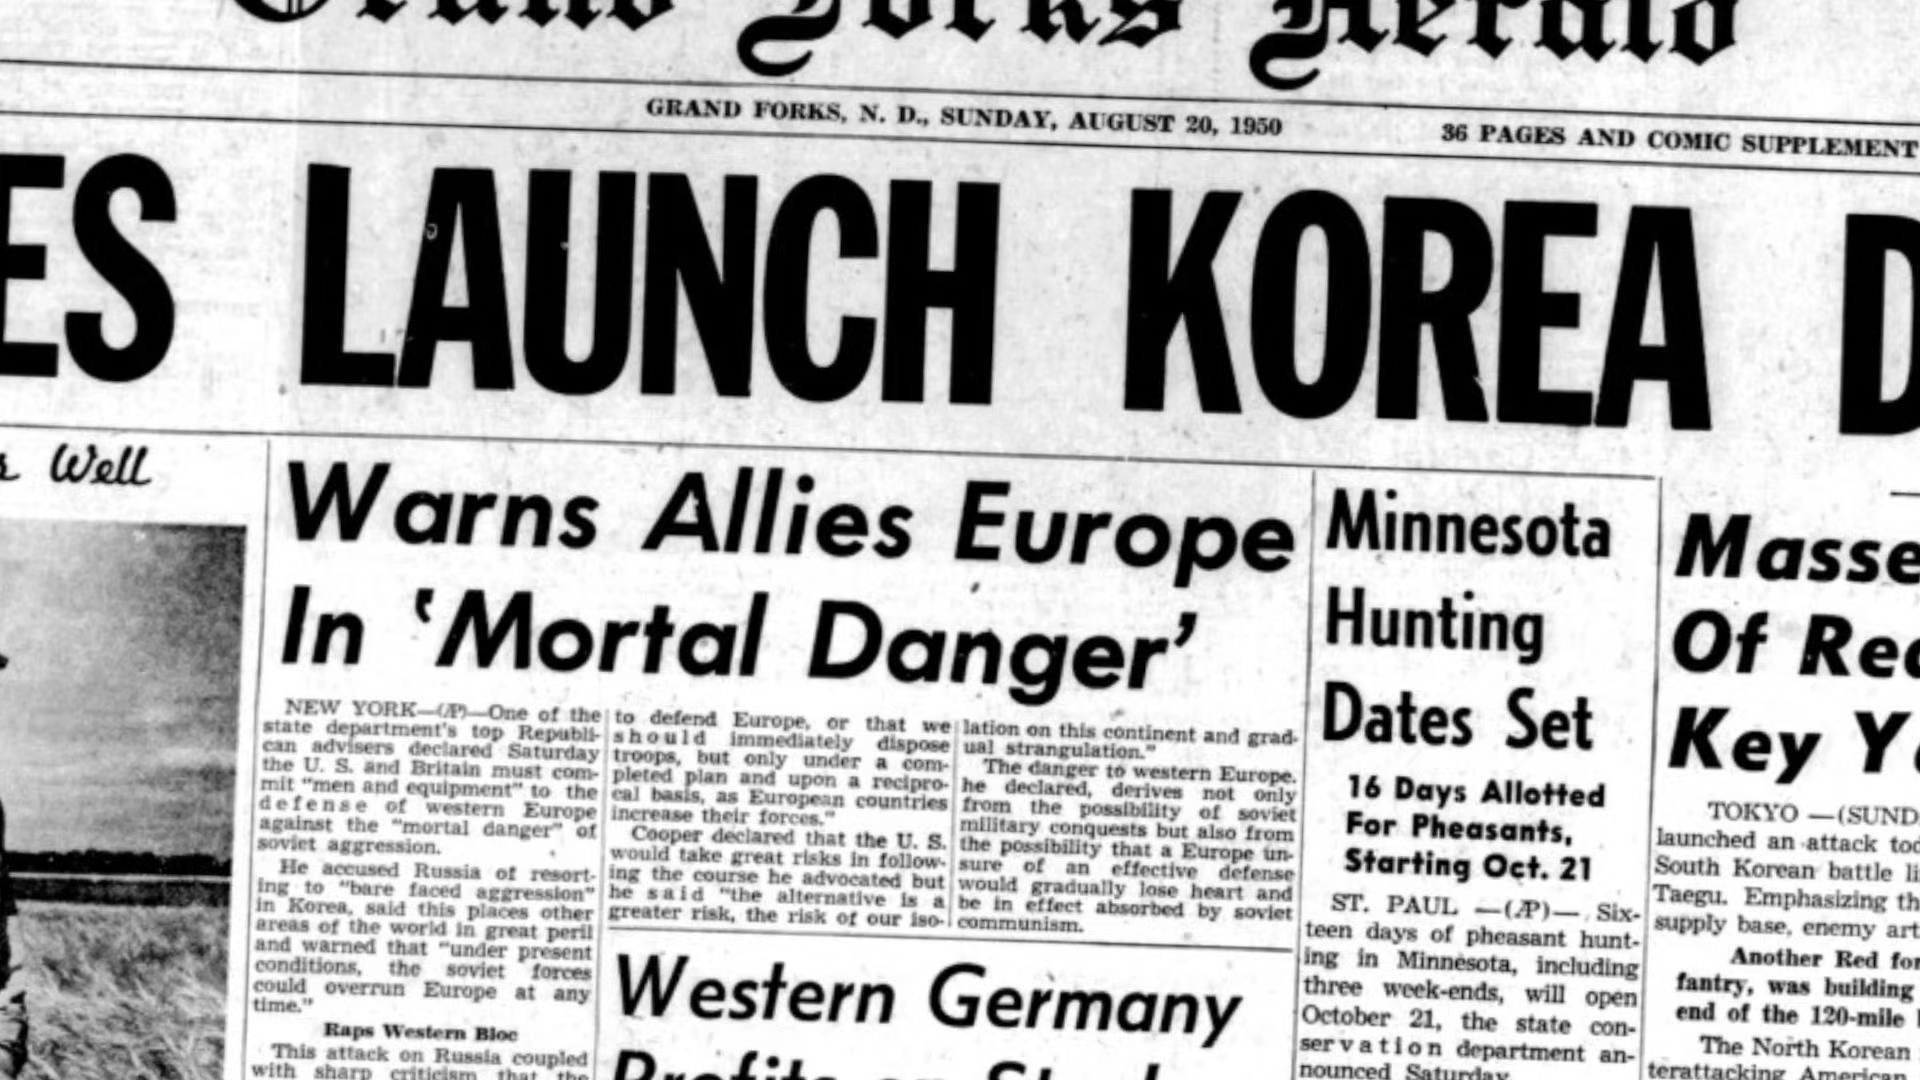 Grand Forks Herald
GRAND FORKS, N. D., SUNDAY, AUGUST 20, 1950
36 PAGES AND COMIC SUPPLEMENT
ES LAUNCH KOREA D
Well
Warns Allies Europe
In 'Mortal Danger'
NEW YORK—(AP)—One of the
state department's top Republi-
can advisers declared Saturday
the U. S. and Britain must com-
mit "men and equipment" to the
defense of western Europe
against the "mortal danger" of
soviet aggression.
He accused Russia of resort-
ing to "bare faced aggression"
in Korea, said this places other
areas of the world in great peril
and warned that "under present
conditions, the soviet forces
could overrun Europe at any
time."
Raps Western Bloc
This attack on Russia coupled
with sharp criticism that the
to defend Europe, or that we
should immediately dispose
troops, but only under a com-
pleted plan and upon a recipro-
cal basis, as European countries
increase their forces."
Cooper declared that the U. S.
would take great risks in follow-
ing the course he advocated but
he said "the alternative is a
greater risk, the risk of our iso-
lation on this continent and grad-
ual strangulation."
The danger to western Europe,
he declared, derives not only
from the possibility of soviet
military conquests but also from
the possibility that a Europe un-
sure of an effective defense
would gradually lose heart and
be in effect absorbed by soviet
communism.
Western Germany
Profits on
Minnesota
Hunting
Dates Set
16 Days Allotted
For Pheasants,
Starting Oct. 21
ST. PAUL —(AP)— Six-
teen days of pheasant hunt-
ing in Minnesota, including
three week-ends, will open
October 21, the state con-
servation department an-
nounced Saturday.
Masse
Of Rec
Key Y
TOKYO —(SUND
launched an attack tod
South Korean battle li
Taegu. Emphasizing th
supply base, enemy art
Another Red for
fantry, was building
end of the 120-mile
The North Korean
terattacking American